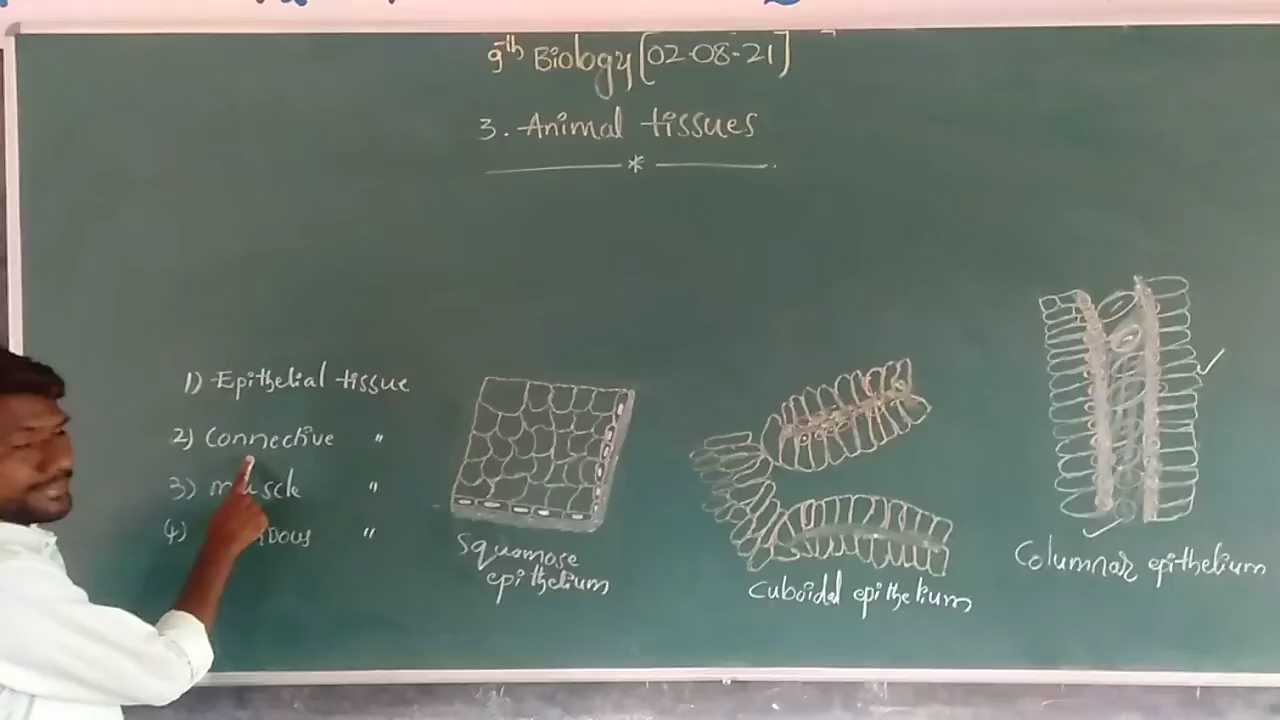 9th Biology [02-08-21]
3. Animal tissues
1) Epithelial tissue
2) Connective "
3) muscle "
4) "
Squamose
epithelium
Cuboidal epithelium
Columnar epithelium